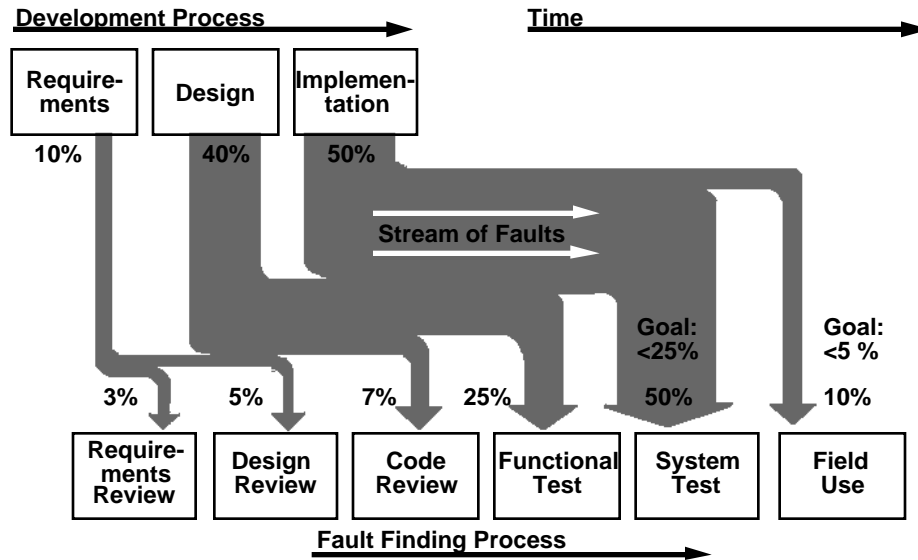 Development Process
Time
Require-
ments
Design
Implemen-
tation
10%
40%
50%
Stream of Faults
Goal:
<25%
Goal:
<5 %
3%
5%
7%
25%
50%
10%
Require-
ments
Review
Design
Review
Code
Review
Functional
Test
System
Test
Field
Use
Fault Finding Process